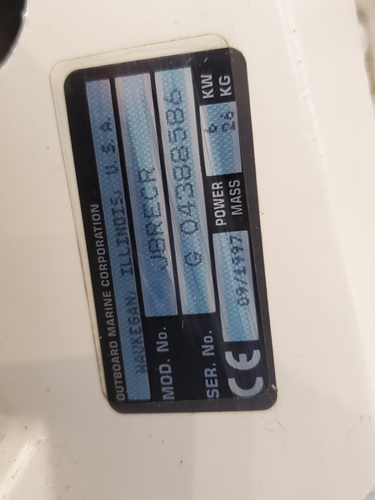 OUTBOARD MARINE CORPORATION
WAUKEGAN, ILLINOIS, U.S.A.
MOD. No. J8RECR
SER. No. G 04388586
CE 09/1997 POWER 6 KW
MASS 26 KG